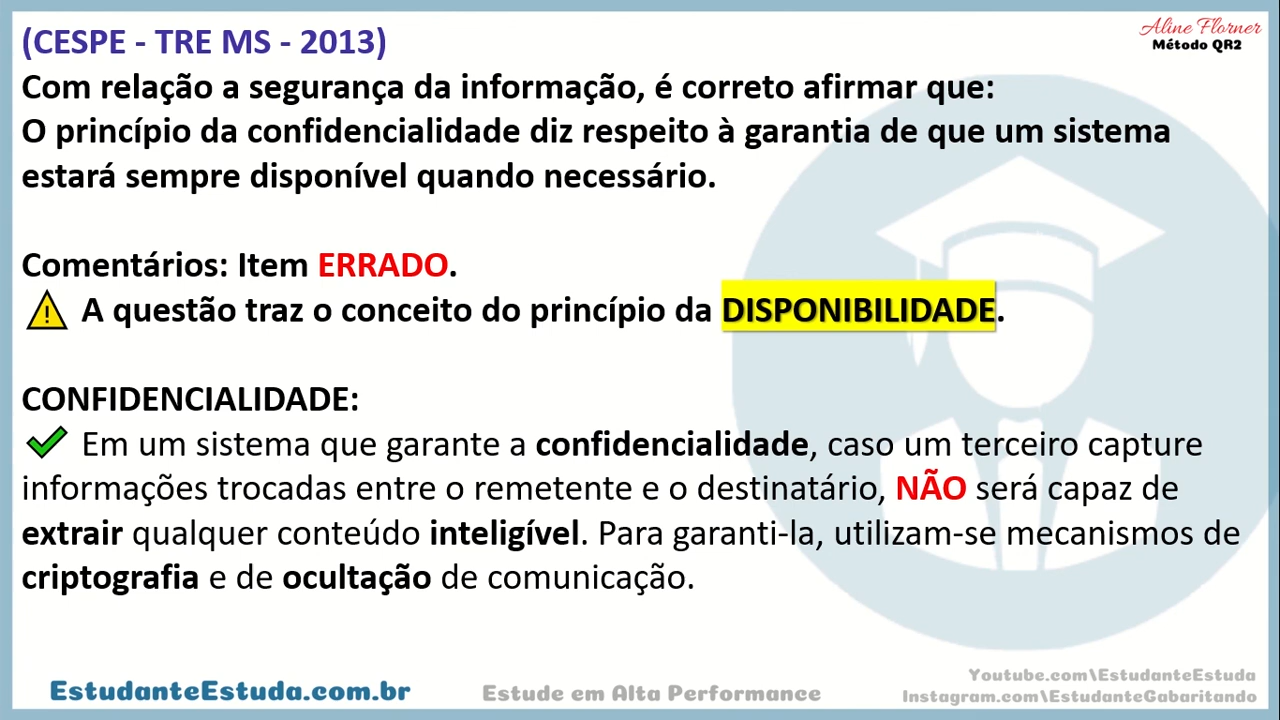 (CESPE - TRE MS - 2013)
Aline Florner
Método QR2
Com relação a segurança da informação, é correto afirmar que:
O princípio da confidencialidade diz respeito à garantia de que um sistema
estará sempre disponível quando necessário.
Comentários: Item ERRADO.
A questão traz o conceito do princípio da DISPONIBILIDADE.
CONFIDENCIALIDADE:
Em um sistema que garante a confidencialidade, caso um terceiro capture
informações trocadas entre o remetente e o destinatário, NÃO será capaz de
extrair qualquer conteúdo inteligível. Para garanti-la, utilizam-se mecanismos de
criptografia e de ocultação de comunicação.
EstudanteEstuda.com.br
Estude em Alta Performance
Youtube.com/EstudanteEstuda
Instagram.com/EstudanteGabaritando